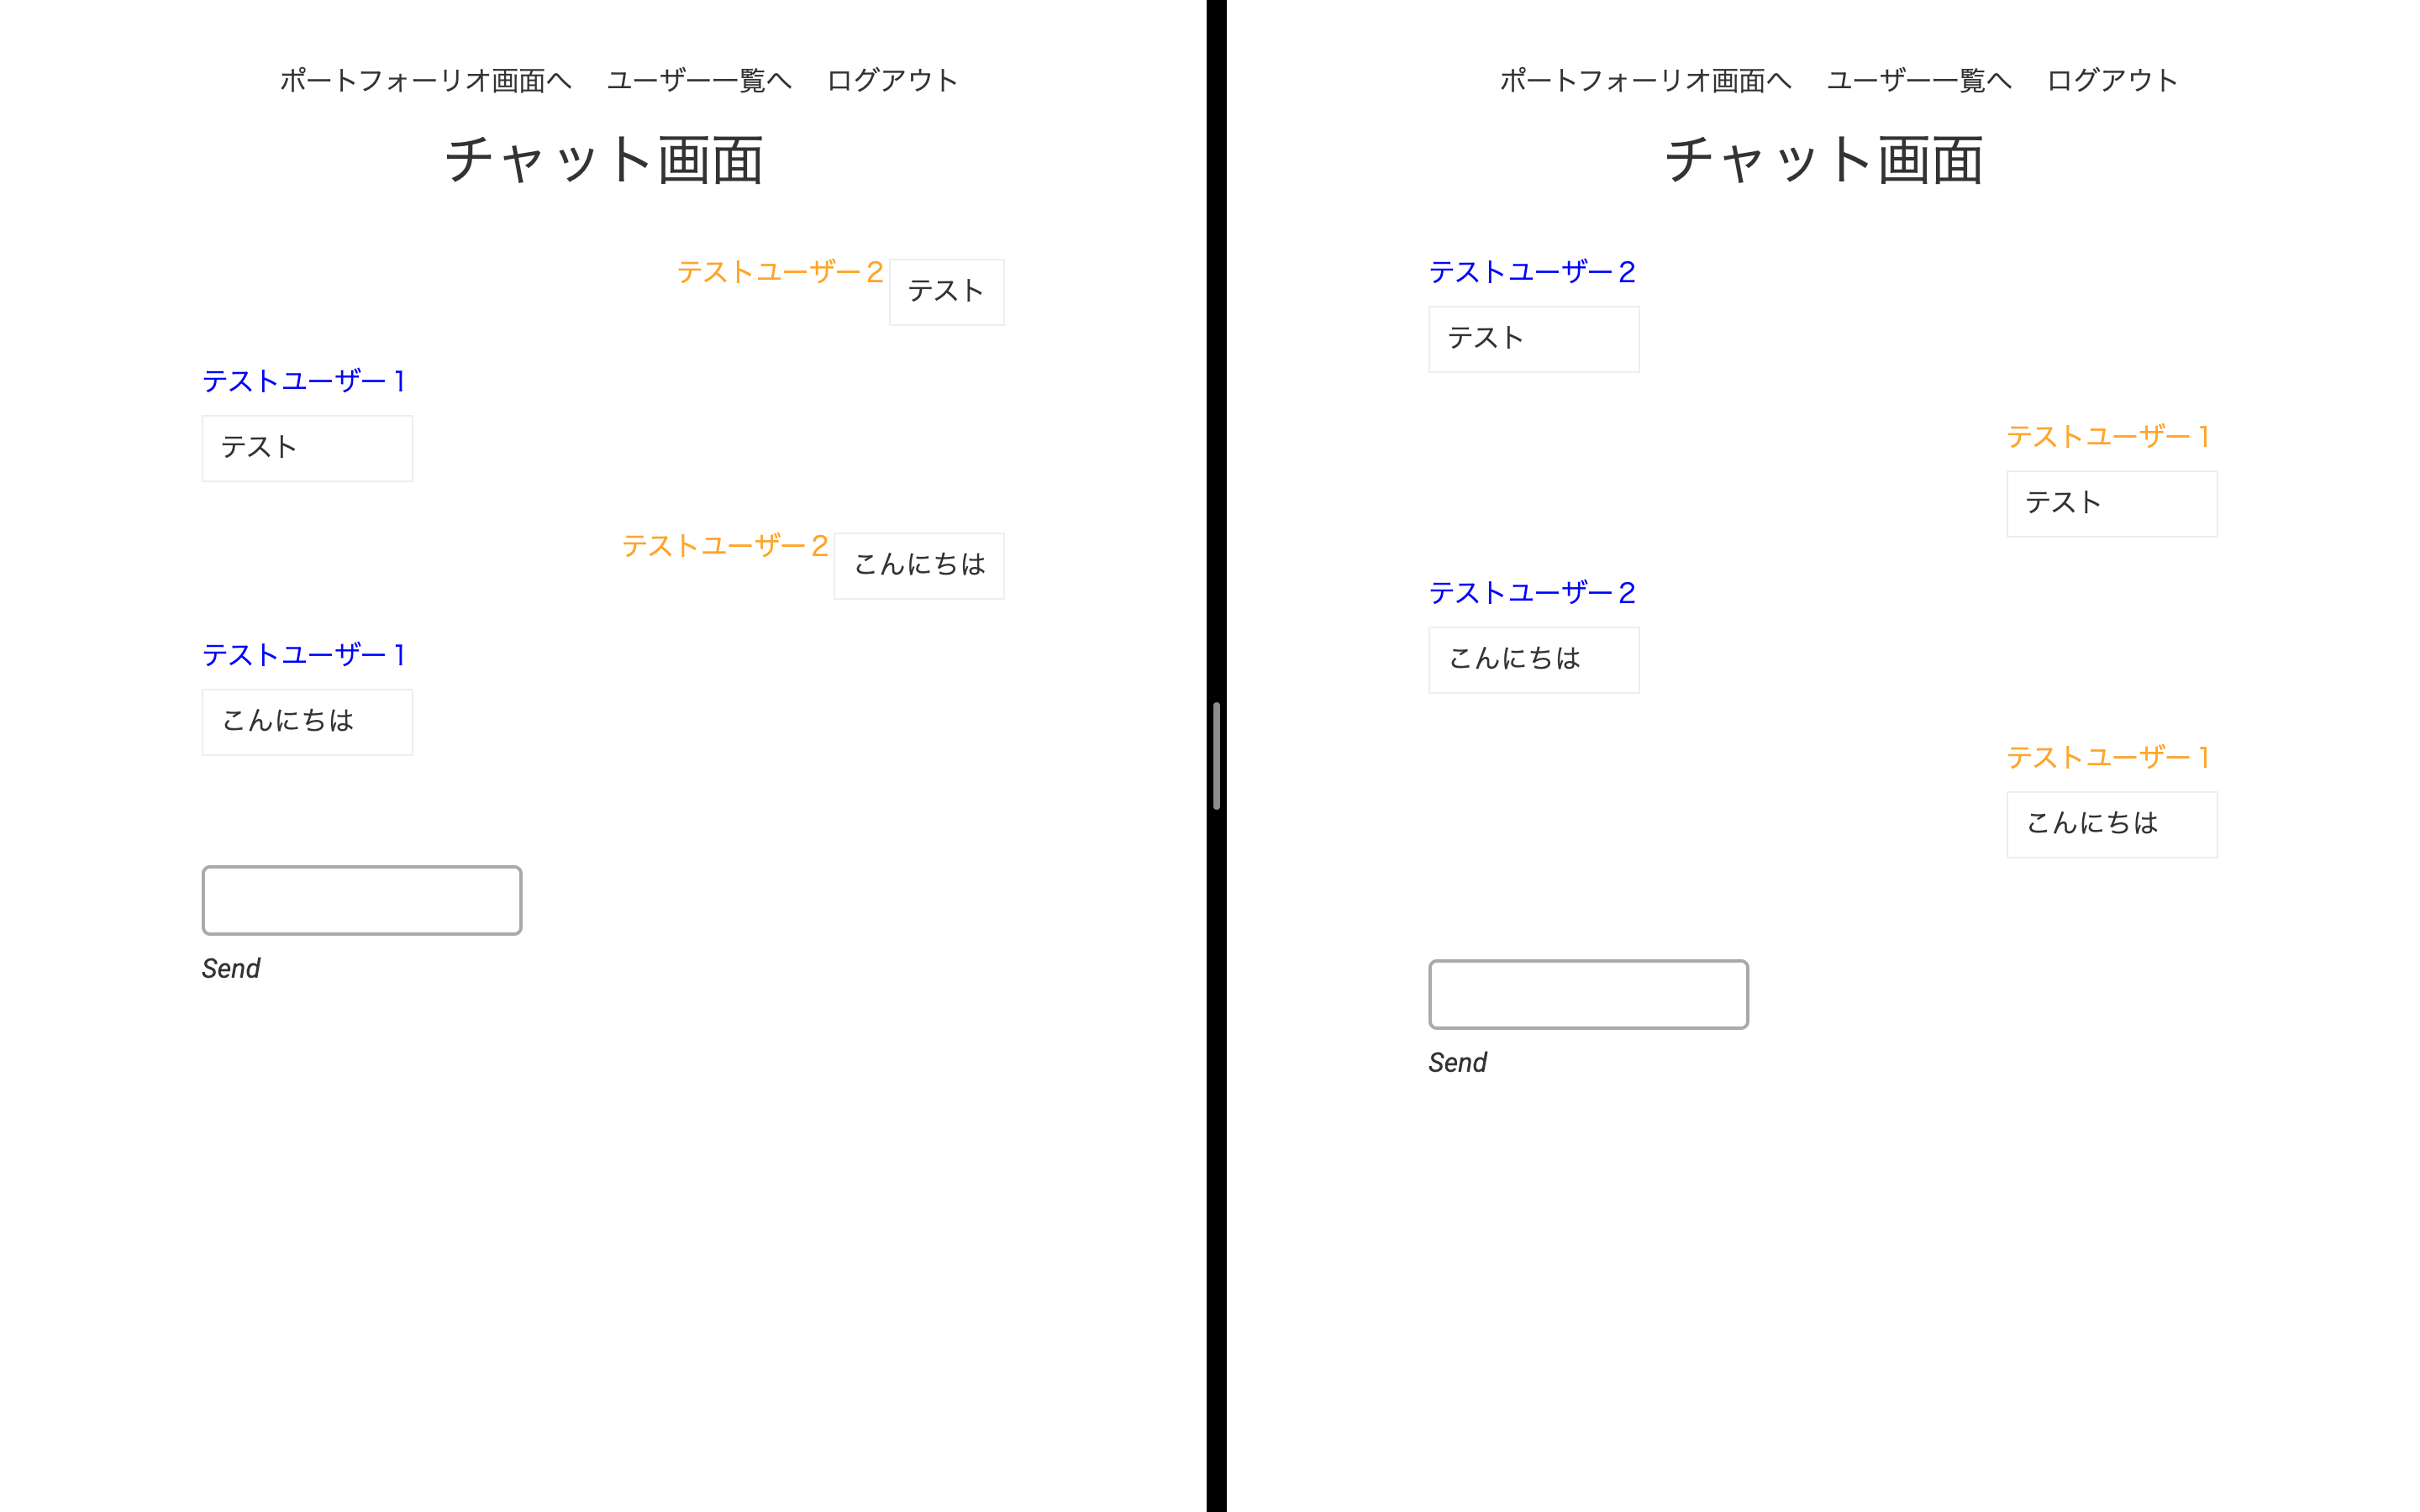 ポートフォーリオ画面へ ユーザー一覧へ ログアウト
チャット画面
テストユーザー２ テスト
テストユーザー１
テスト
テストユーザー２ こんにちは
テストユーザー１
こんにちは
Send
ポートフォーリオ画面へ ユーザー一覧へ ログアウト
チャット画面
テストユーザー２
テスト
テストユーザー１
テスト
テストユーザー２
こんにちは
テストユーザー１
こんにちは
Send